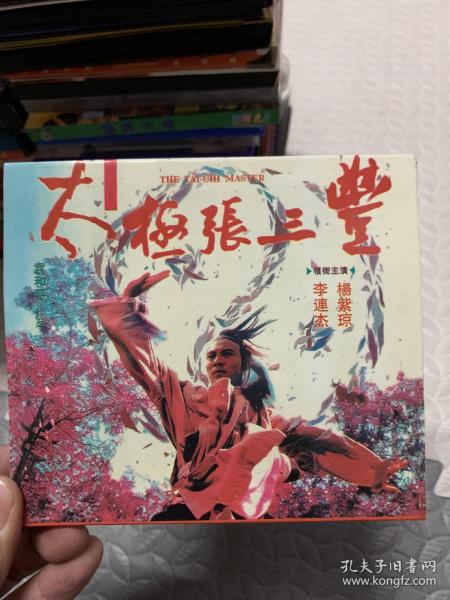 THE TAI-CHI MASTER
太極張三豐
領銜主演
楊紫瓊
李連杰
孔夫子旧书网
www.kongfz.com